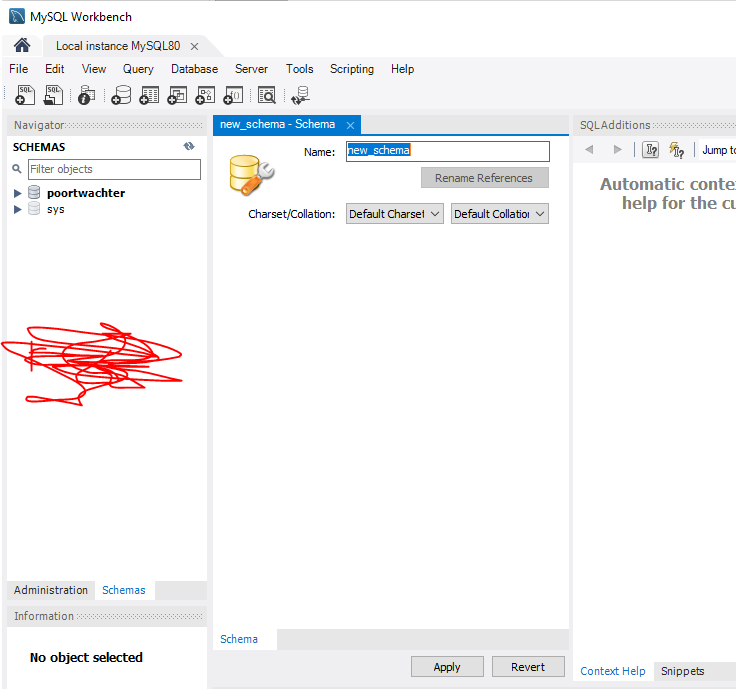 MySQL Workbench
Local instance MySQL80
File Edit View Query Database Server Tools Scripting Help
Navigator
SCHEMAS
Filter objects
poortwachter
sys
Administration Schemas
Information
No object selected
new_schema - Schema
Name: new_schema
Rename References
Charset/Collation: Default Charset Default Collation
Schema
Apply Revert
SQLAdditions
Jump to
Automatic contex
help for the cu
Context Help Snippets